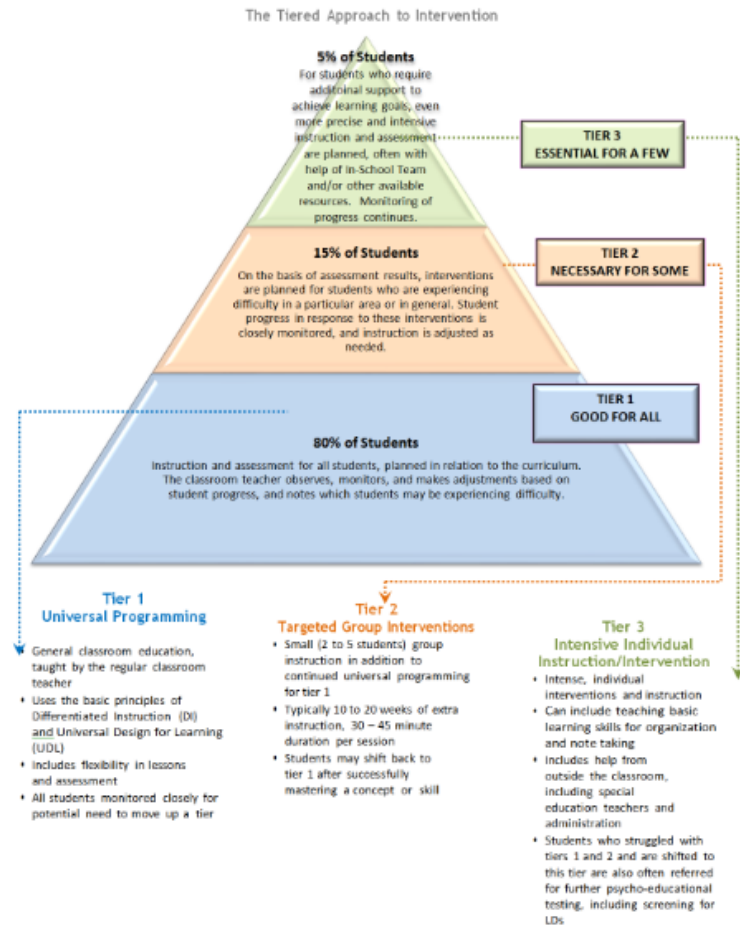 The Tiered Approach to Intervention
5% of Students
For students who require
additoinal support to
achieve learning goals, even
more precise and intensive
instruction and assessment
are planned, often with
help of In-School Team
and/or other available
resources. Monitoring of
progress continues.
TIER 3
ESSENTIAL FOR A FEW
15% of Students
On the basis of assessment results, interventions
are planned for students who are experiencing
difficulty in a particular area or in general. Student
progress in response to these interventions is
closely monitored, and instruction is adjusted as
needed.
TIER 2
NECESSARY FOR SOME
TIER 1
GOOD FOR ALL
80% of Students
Instruction and assessment for all students, planned in relation to the curriculum.
The classroom teacher observes, monitors, and makes adjustments based on
student progress, and notes which students may be experiencing difficulty.
Tier 1
Universal Programming
General classroom education,
taught by the regular classroom
teacher
• Uses the basic principles of
Differentiated Instruction (DI)
and Universal Design for Learning
(UDL)
• Includes flexibility in lessons
and assessment
• All students monitored closely for
potential need to move up a tier
Tier 2
Targeted Group Interventions
• Small (2 to 5 students) group
instruction in addition to
continued universal programming
for tier 1
• Typically 10 to 20 weeks of extra
instruction, 30 – 45 minute
duration per session
• Students may shift back to
tier 1 after successfully
mastering a concept or skill
Tier 3
Intensive Individual
Instruction/Intervention
• Intense, individual
interventions and instruction
• Can include teaching basic
learning skills for organization
and note taking
• Includes help from
outside the classroom,
including special
education teachers and
administration
• Students who struggled with
tiers 1 and 2 and are shifted to
this tier are also often referred
for further psycho-educational
testing, including screening for
LDs